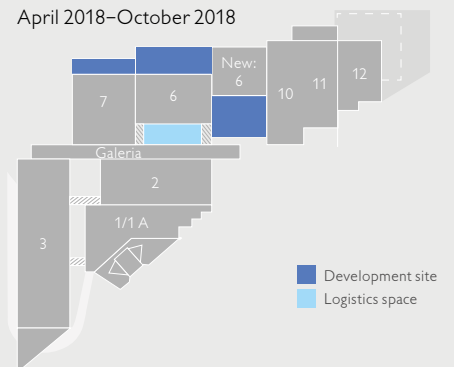 April 2018–October 2018
New:
6
12
11
10
6
7
Galeria
2
1/1 A
3
Development site
Logistics space